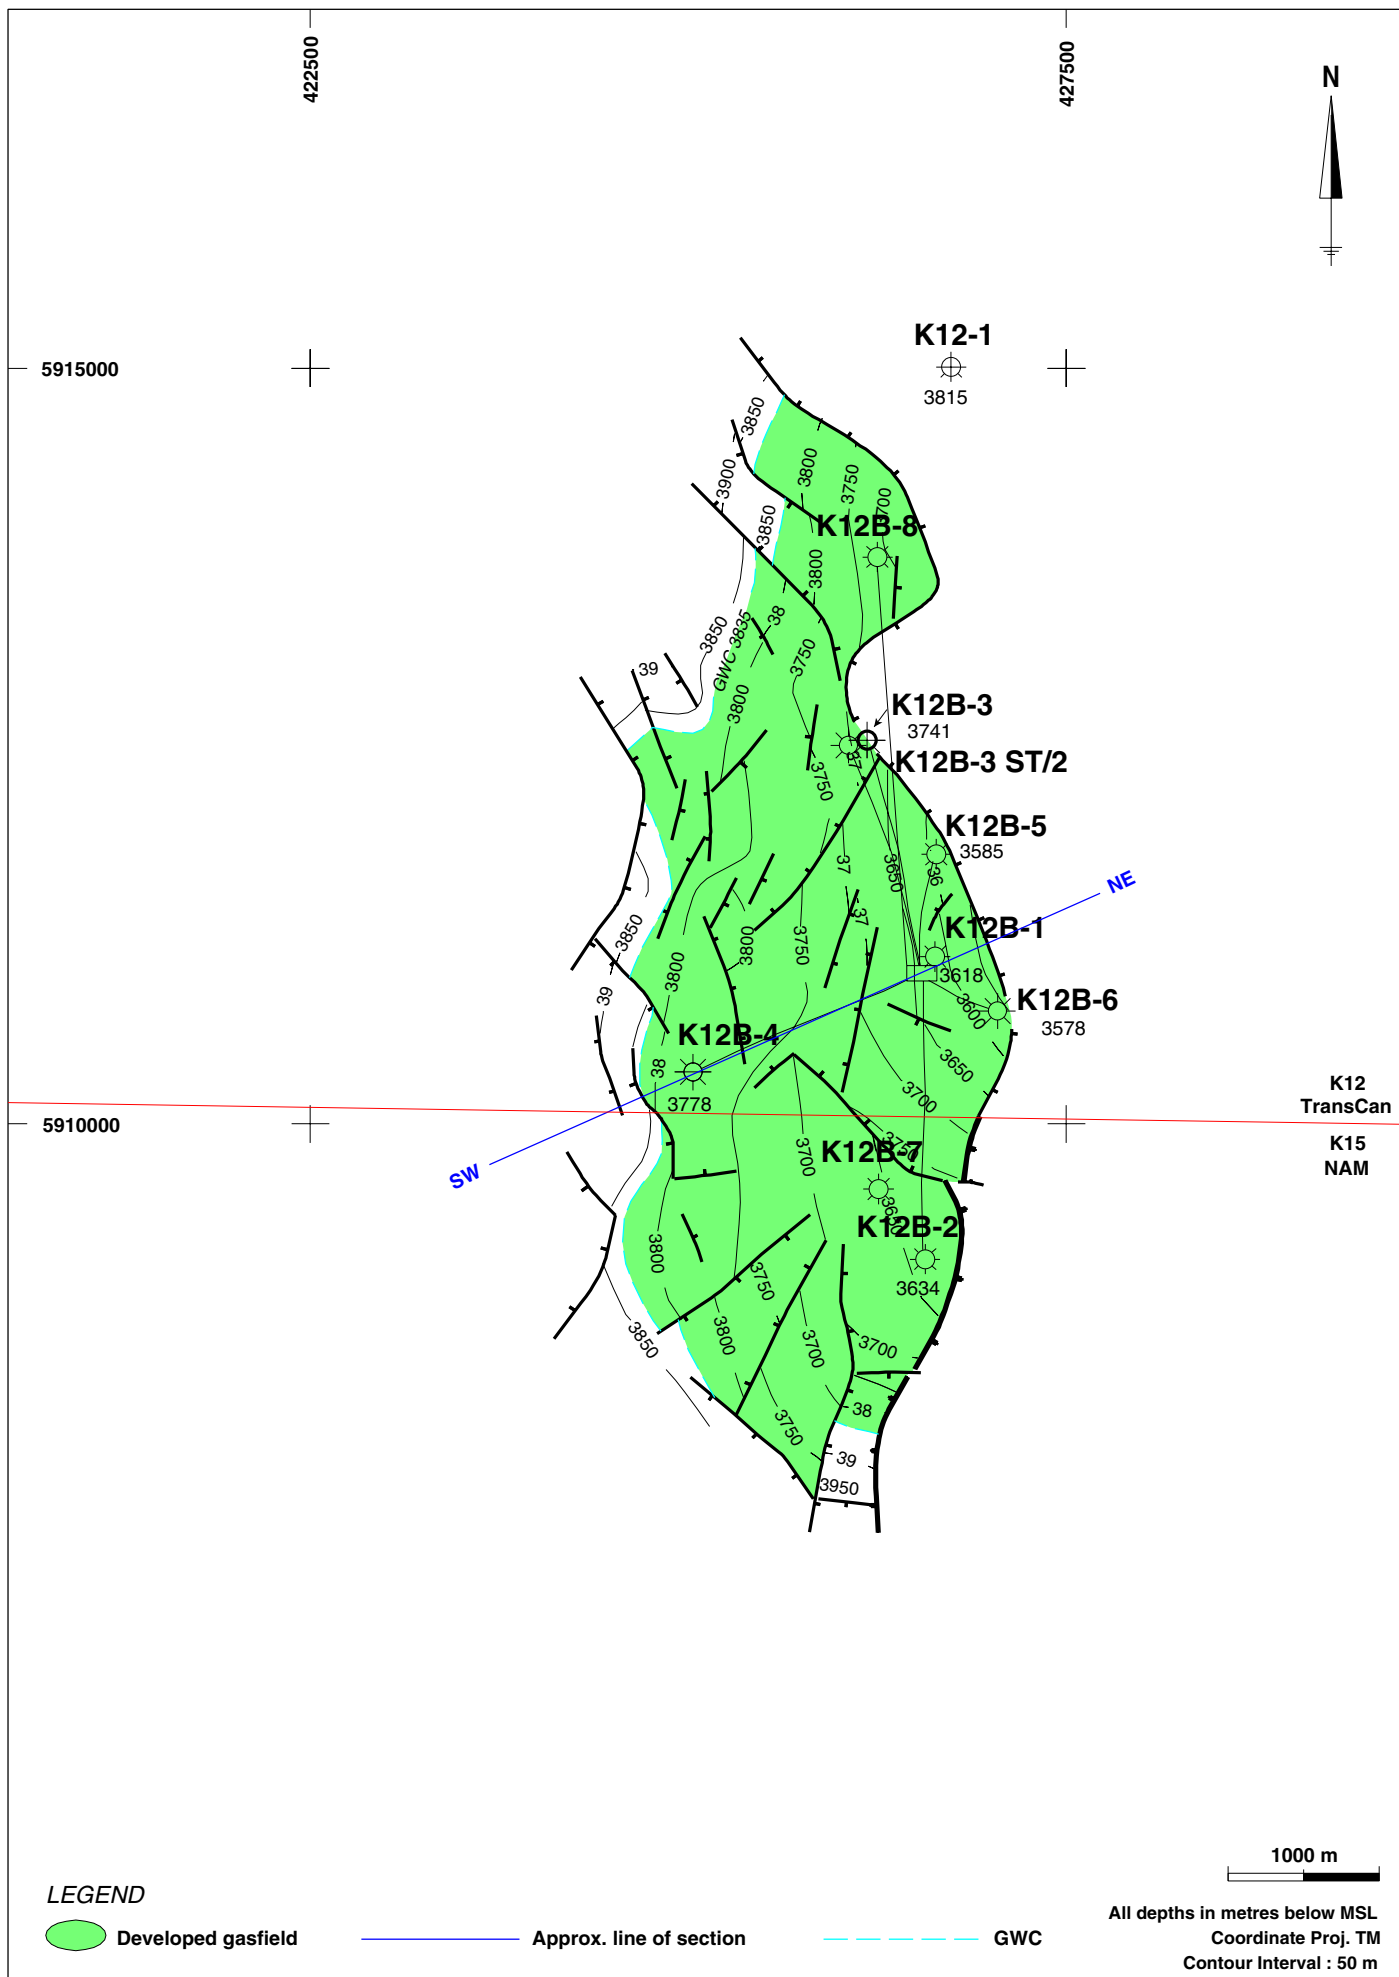 422500
427500
N
5915000
K12-1
3815
3850
3900
3850
3800
3750
3700
K12B-8
3800
38
3850
GWC 3835
3800
3750
39
K12B-3
3741
K12B-3 ST/2
37
3750
K12B-5
3585
36
3650
37
37
NE
K12B-1
3618
3850
3800
3800
3750
39
3600
K12B-6
3578
K12B-4
3778
38
3650
3700
K12
TransCan
5910000
K15
NAM
SW
3700
3750
K12B-7
3650
K12B-2
3634
3800
3750
3850
3800
3700
3700
38
3750
39
3950
1000 m
LEGEND
Developed gasfield
Approx. line of section
GWC
All depths in metres below MSL
Coordinate Proj. TM
Contour Interval : 50 m